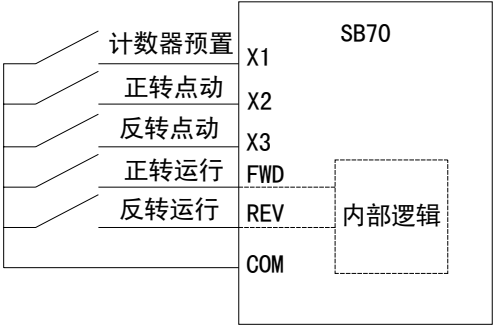 SB70
计数器预置
X1
正转点动
X2
反转点动
X3
正转运行
FWD
反转运行
REV
内部逻辑
COM